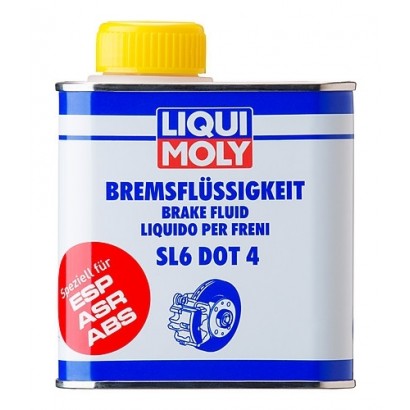 LIQUI
MOLY
BREMSFLÜSSIGKEIT
BRAKE FLUID
LIQUIDO PER FRENI
SL6 DOT 4
Speziell für
ESP
ASR
ABS